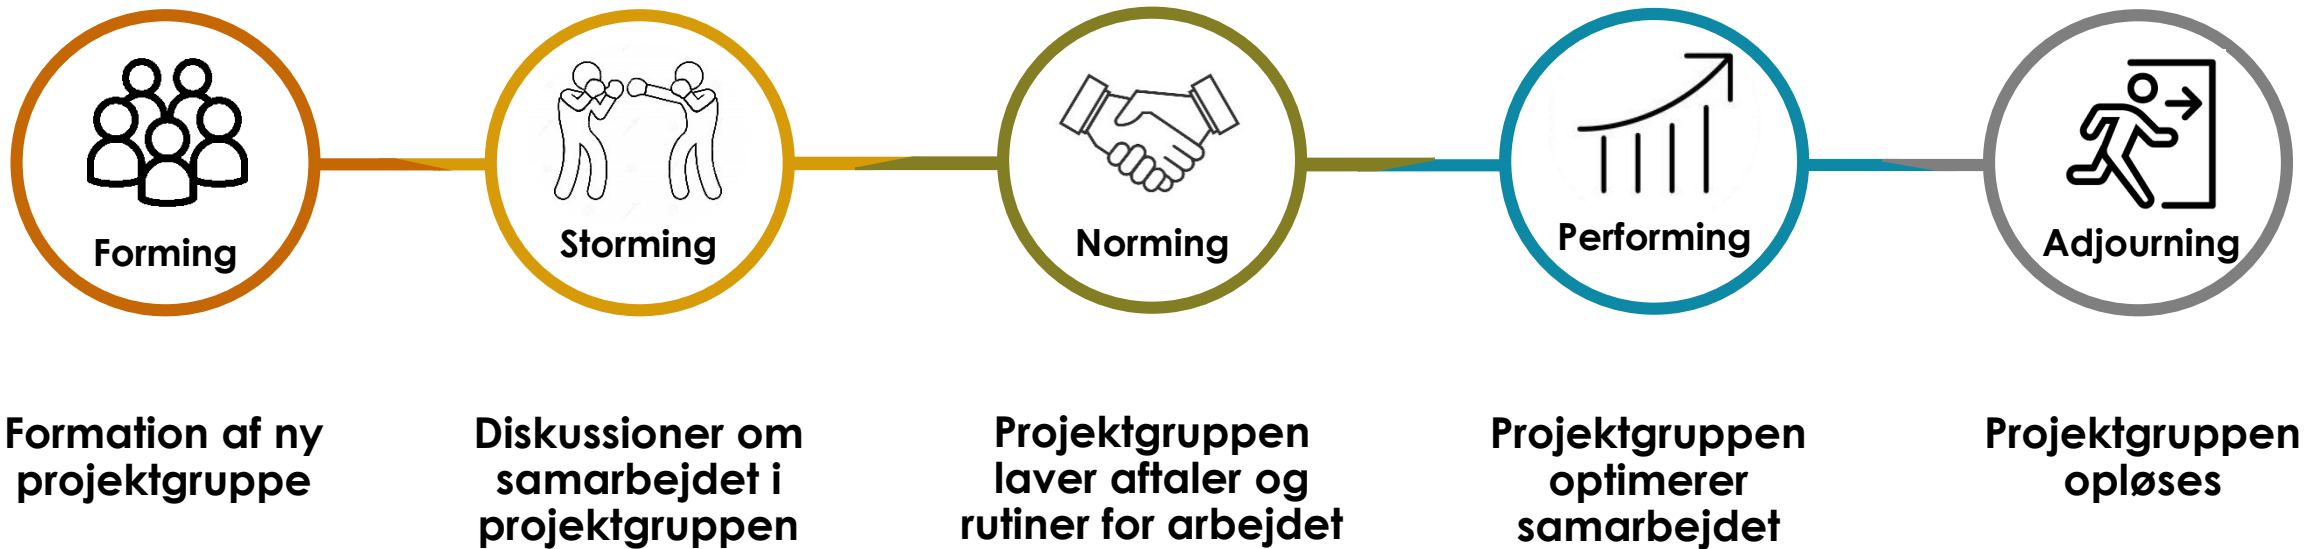 Forming
Storming
Norming
Performing
Adjourning
Formation af ny
projektgruppe
Diskussioner om
samarbejdet i
projektgruppen
Projektgruppen
laver aftaler og
rutiner for arbejdet
Projektgruppen
optimerer
samarbejdet
Projektgruppen
opløses